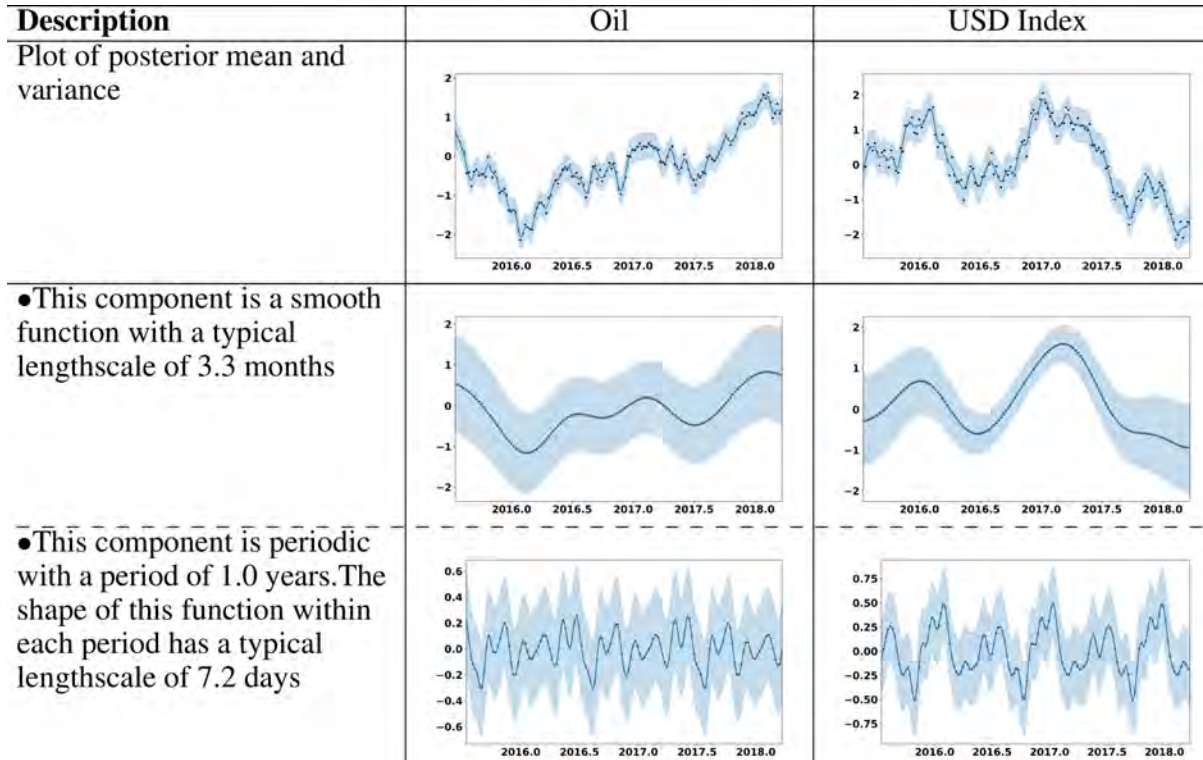 Description Oil USD Index
Plot of posterior mean and
variance
2
1
0
−1
−2
2016.0 2016.5 2017.0 2017.5 2018.0
2
1
0
−1
−2
2016.0 2016.5 2017.0 2017.5 2018.0
•This component is a smooth
function with a typical
lengthscale of 3.3 months
2
1
0
−1
−2
2016.0 2016.5 2017.0 2017.5 2018.0
2
1
0
−1
−2
2016.0 2016.5 2017.0 2017.5 2018.0
•This component is periodic
with a period of 1.0 years.The
shape of this function within
each period has a typical
lengthscale of 7.2 days
0.6
0.4
0.2
0.0
−0.2
−0.4
−0.6
2016.0 2016.5 2017.0 2017.5 2018.0
0.75
0.50
0.25
0.00
−0.25
−0.50
−0.75
2016.0 2016.5 2017.0 2017.5 2018.0